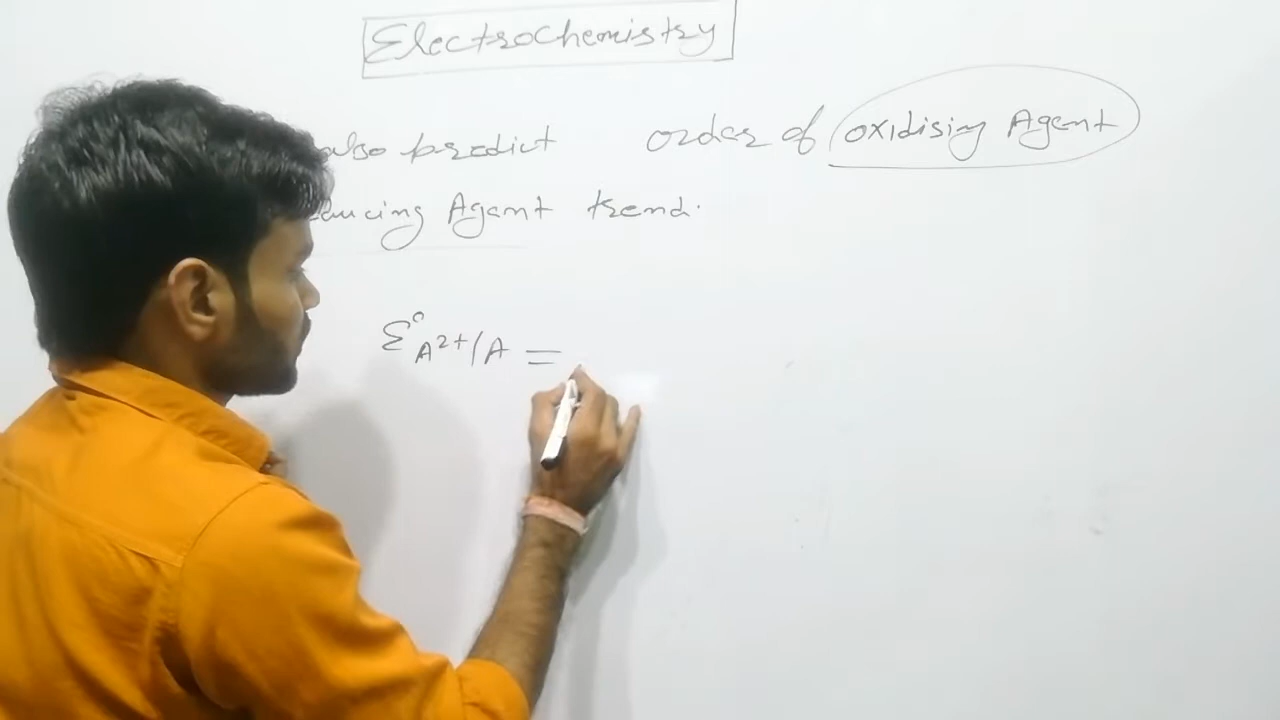 Electrochemistry
also predict order of oxidising Agent
ducing Agent trend.
E° A²⁺/A =